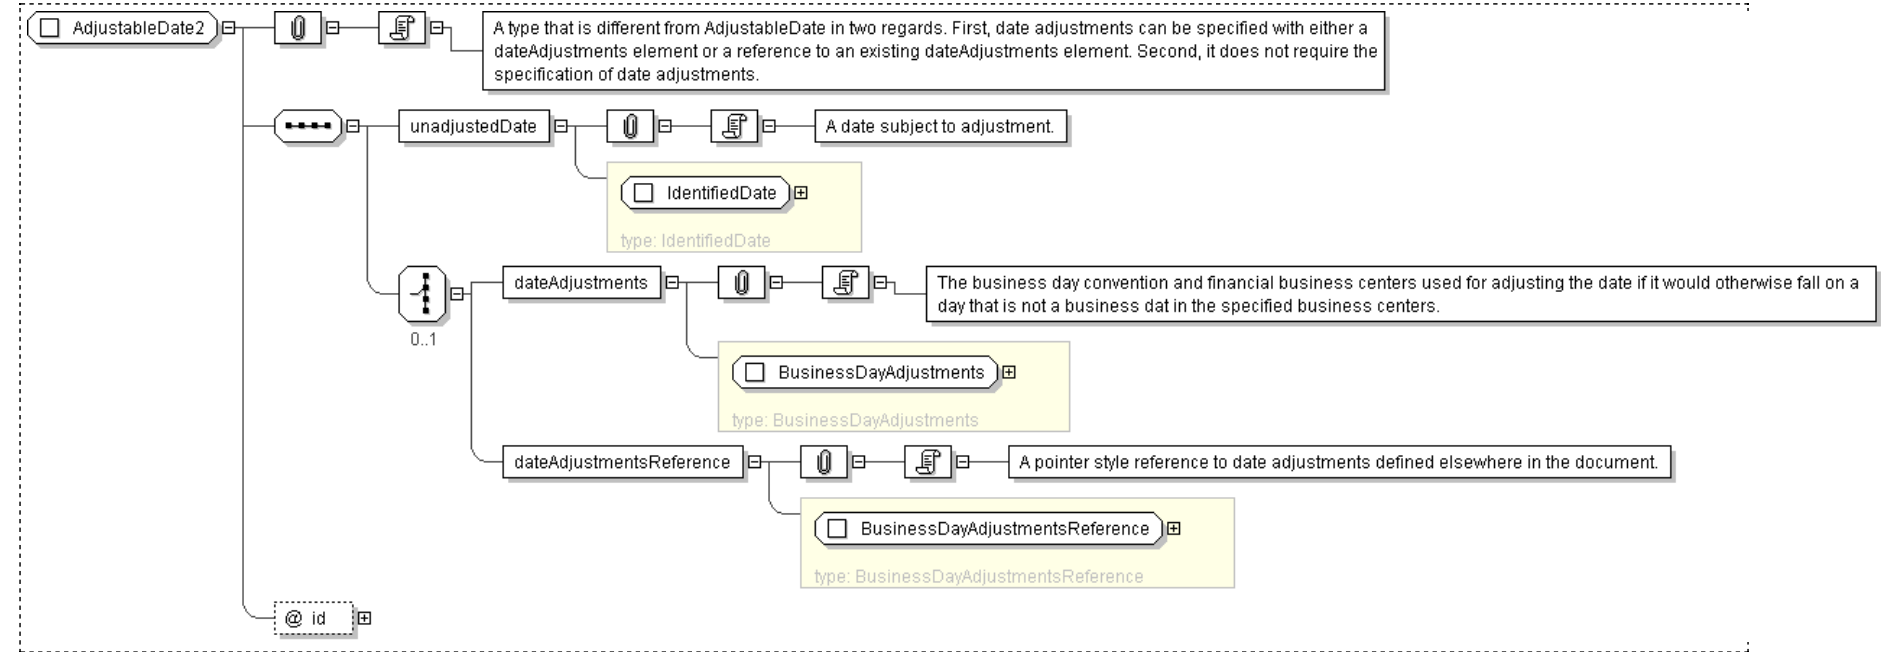 AdjustableDate2
A type that is different from AdjustableDate in two regards. First, date adjustments can be specified with either a
dateAdjustments element or a reference to an existing dateAdjustments element. Second, it does not require the
specification of date adjustments.
unadjustedDate
A date subject to adjustment.
IdentifiedDate
type: IdentifiedDate
dateAdjustments
The business day convention and financial business centers used for adjusting the date if it would otherwise fall on a
day that is not a business dat in the specified business centers.
0..1
BusinessDayAdjustments
type: BusinessDayAdjustments
dateAdjustmentsReference
A pointer style reference to date adjustments defined elsewhere in the document.
BusinessDayAdjustmentsReference
type: BusinessDayAdjustmentsReference
@ id